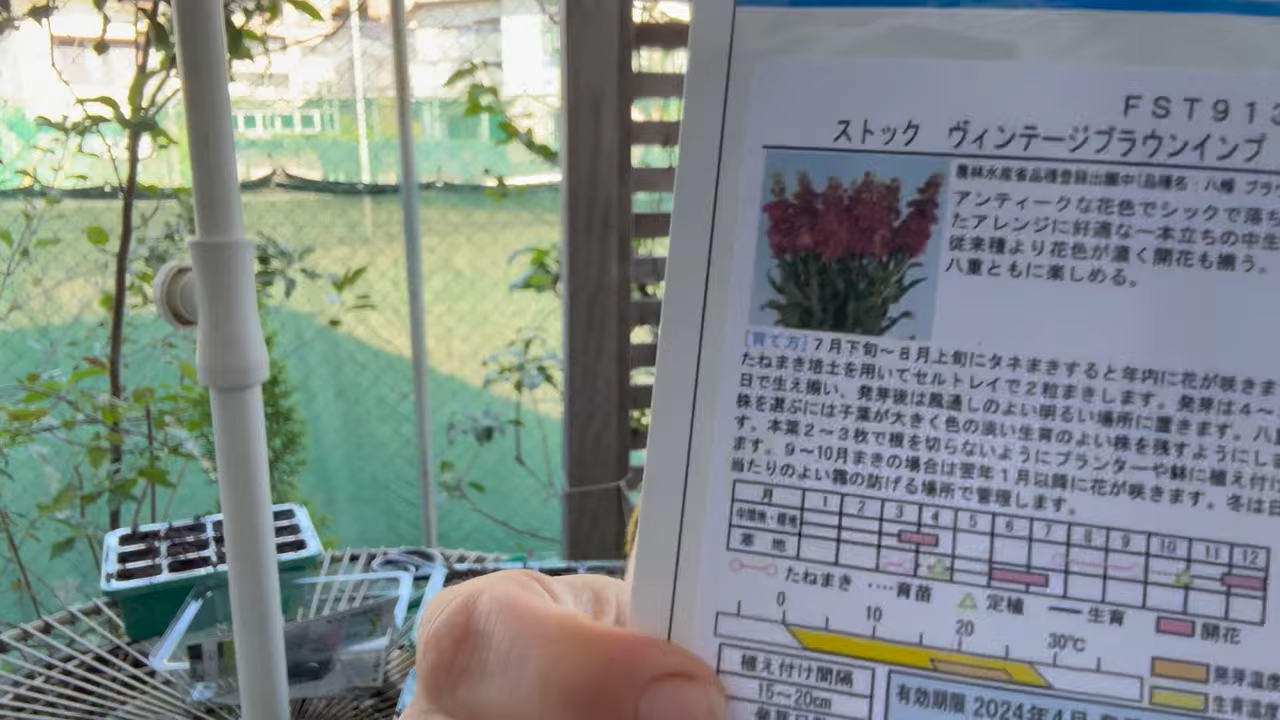 FST913
ストック ヴィンテージブラウンインプ
農林水産省品種登録出願中(品種名:八幡 ブラ
アンティークな花色でシックで落ち
たアレンジに好適な一本立ちの中生
従来種より花色が濃く開花も揃う。
八重ともに楽しめる。
[育て方] 7月下旬〜8月上旬にタネまきすると年内に花が咲きま
たねまき培土を用いてセルトレイで2粒まきします。発芽は4〜
日で生え揃い、発芽後は風通しのよい明るい場所に置きます。八
株を選ぶには子葉が大きく色の淡い生育のよい株を残すようにしま
す。本葉2〜3枚で根を切らないようにプランターや鉢に植え付け
ます。9〜10月まきの場合は翌年1月以降に花が咲きます。冬は日
当たりのよい霜の防げる場所で管理します。
月 1 2 3 4 5 6 7 8 9 10 11 12
中間地・暖地
寒地
たねまき ‥‥育苗 定植 生育 開花
0 10 20 30℃
発芽温度
生育温度
植え付け間隔
15〜20cm
有効期限 2024年4月